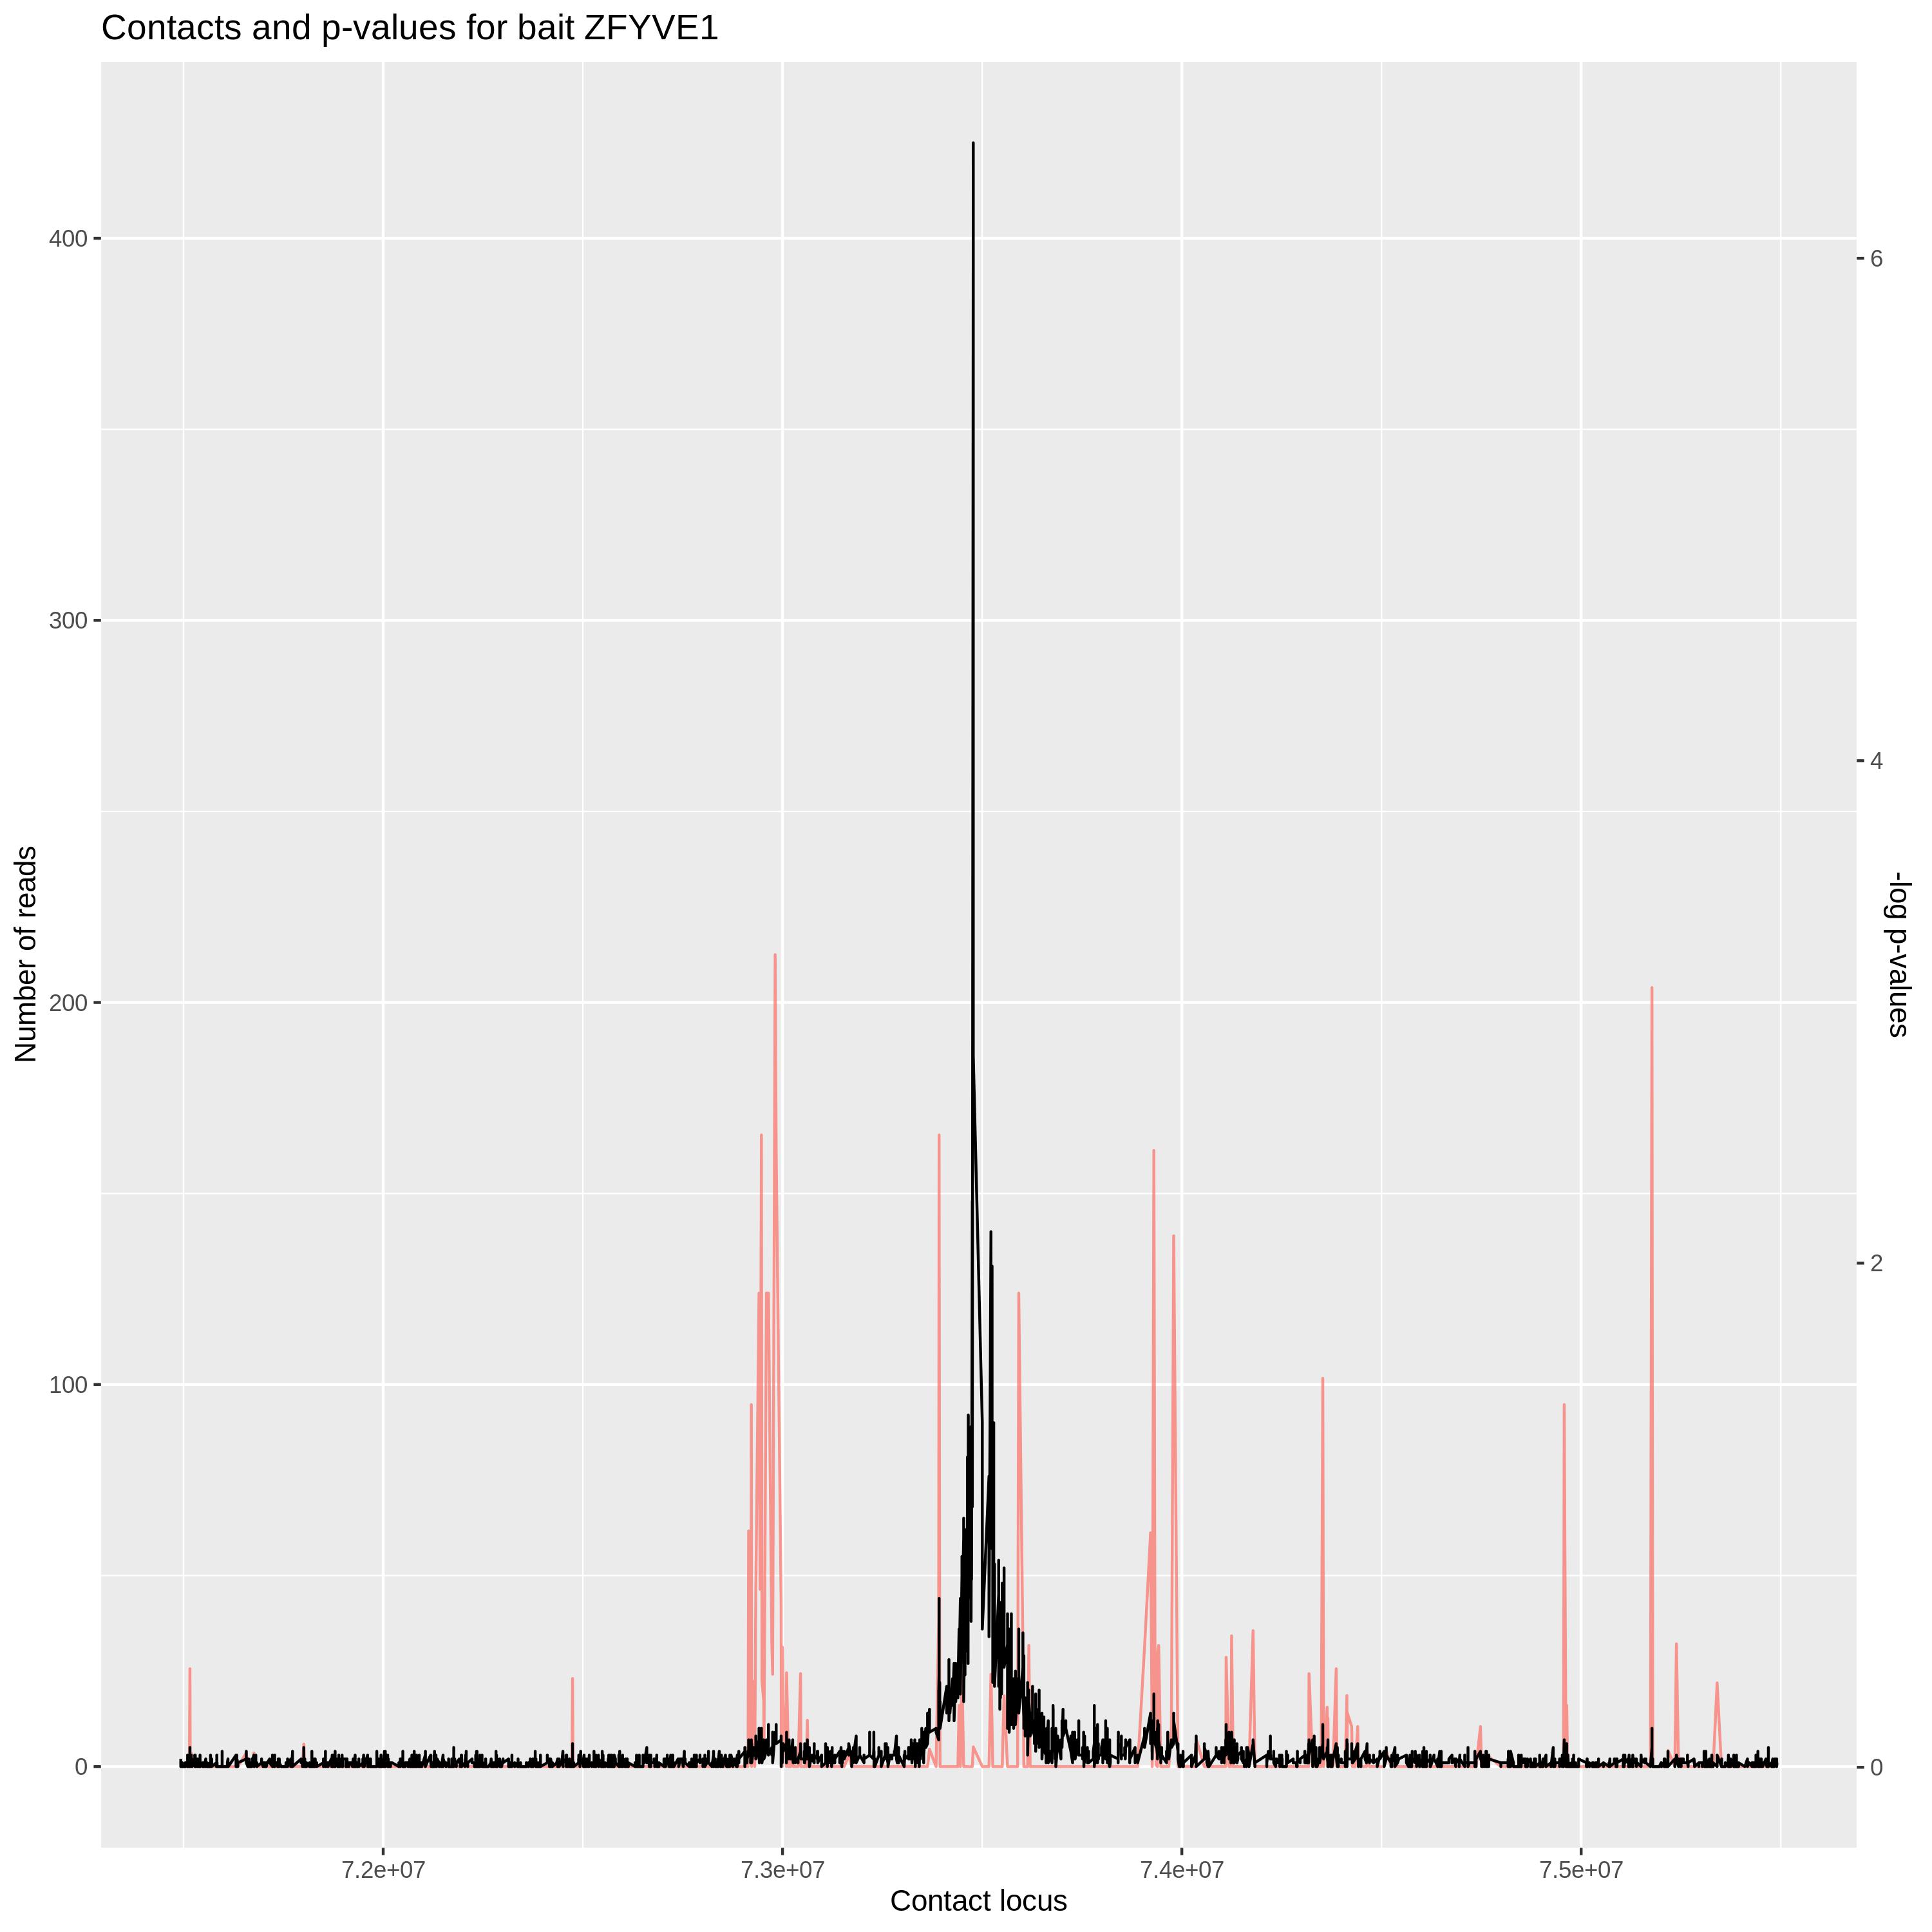 Contacts and p-values for bait ZFYVE1
400
300
200
100
0
Number of reads
6
4
2
0
-log p-values
7.2e+07 7.3e+07 7.4e+07 7.5e+07
Contact locus